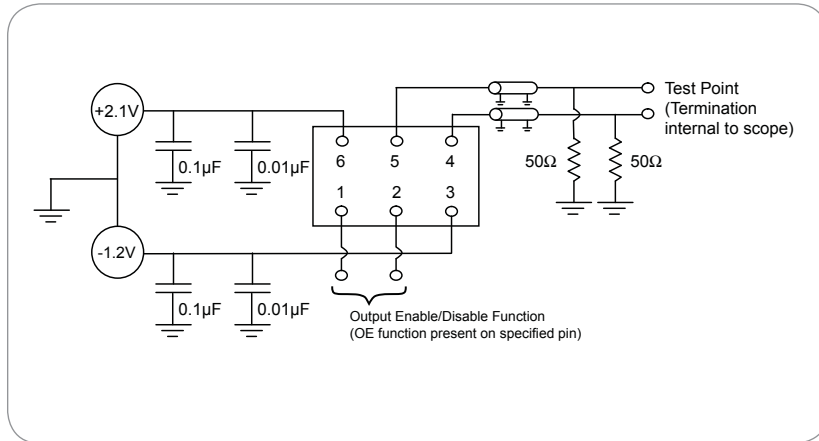 +2.1V
Test Point
(Termination
internal to scope)
0.1µF
0.01µF
6
5
4
50Ω
50Ω
1
2
3
-1.2V
0.1µF
0.01µF
Output Enable/Disable Function
(OE function present on specified pin)